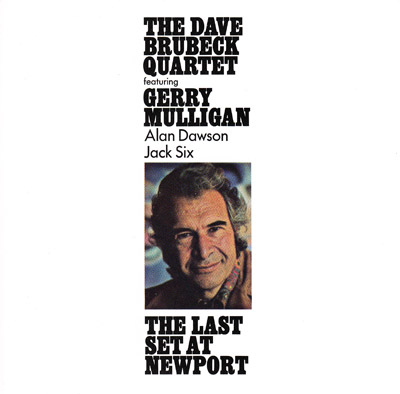 THE DAVE
BRUBECK
QUARTET
featuring
GERRY
MULLIGAN
Alan Dawson
Jack Six
THE LAST
SET AT
NEWPORT